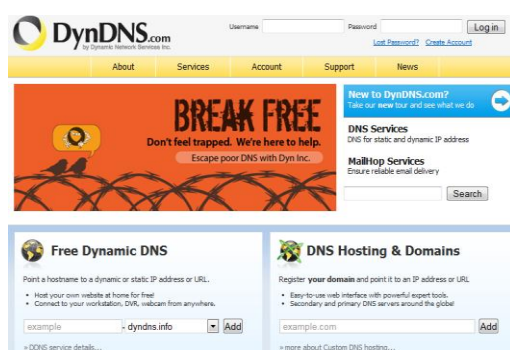 DynDNS.com
by Dynamic Network Services Inc.
Username
Password
Log in
Lost Password? Create Account
About Services Account Support News
BREAK FREE
Don't feel trapped. We're here to help.
Escape poor DNS with Dyn Inc.
New to DynDNS.com?
Take our new tour and see what we do
DNS Services
DNS for static and dynamic IP address
MailHop Services
Ensure reliable email delivery
Search
Free Dynamic DNS
Point a hostname to a dynamic or static IP address or URL.
• Host your own website at home for free!
• Connect to your workstation, DVR, webcam from anywhere.
example - dyndns.info Add
» DDNS service details...
DNS Hosting & Domains
Register your domain and point it to an IP address or URL
• Easy-to-use web interface with powerful expert tools.
• Secondary and primary DNS servers around the globe!
example.com Add
» more about Custom DNS hosting...